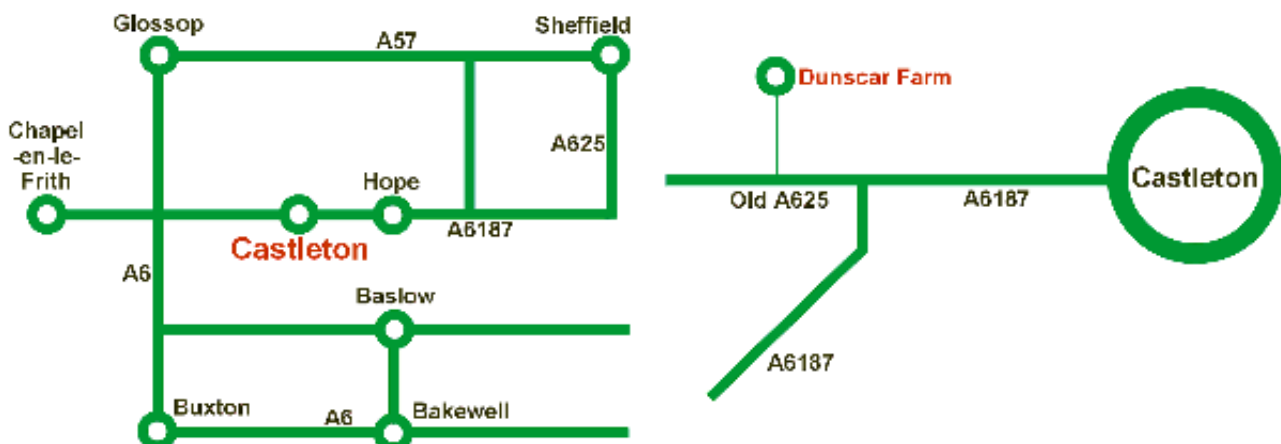 Glossop
A57
Sheffield
Chapel
-en-le-
Frith
A625
Hope
Castleton
A6187
A6
Baslow
Buxton
A6
Bakewell
Dunscar Farm
Castleton
Old A625
A6187
A6187